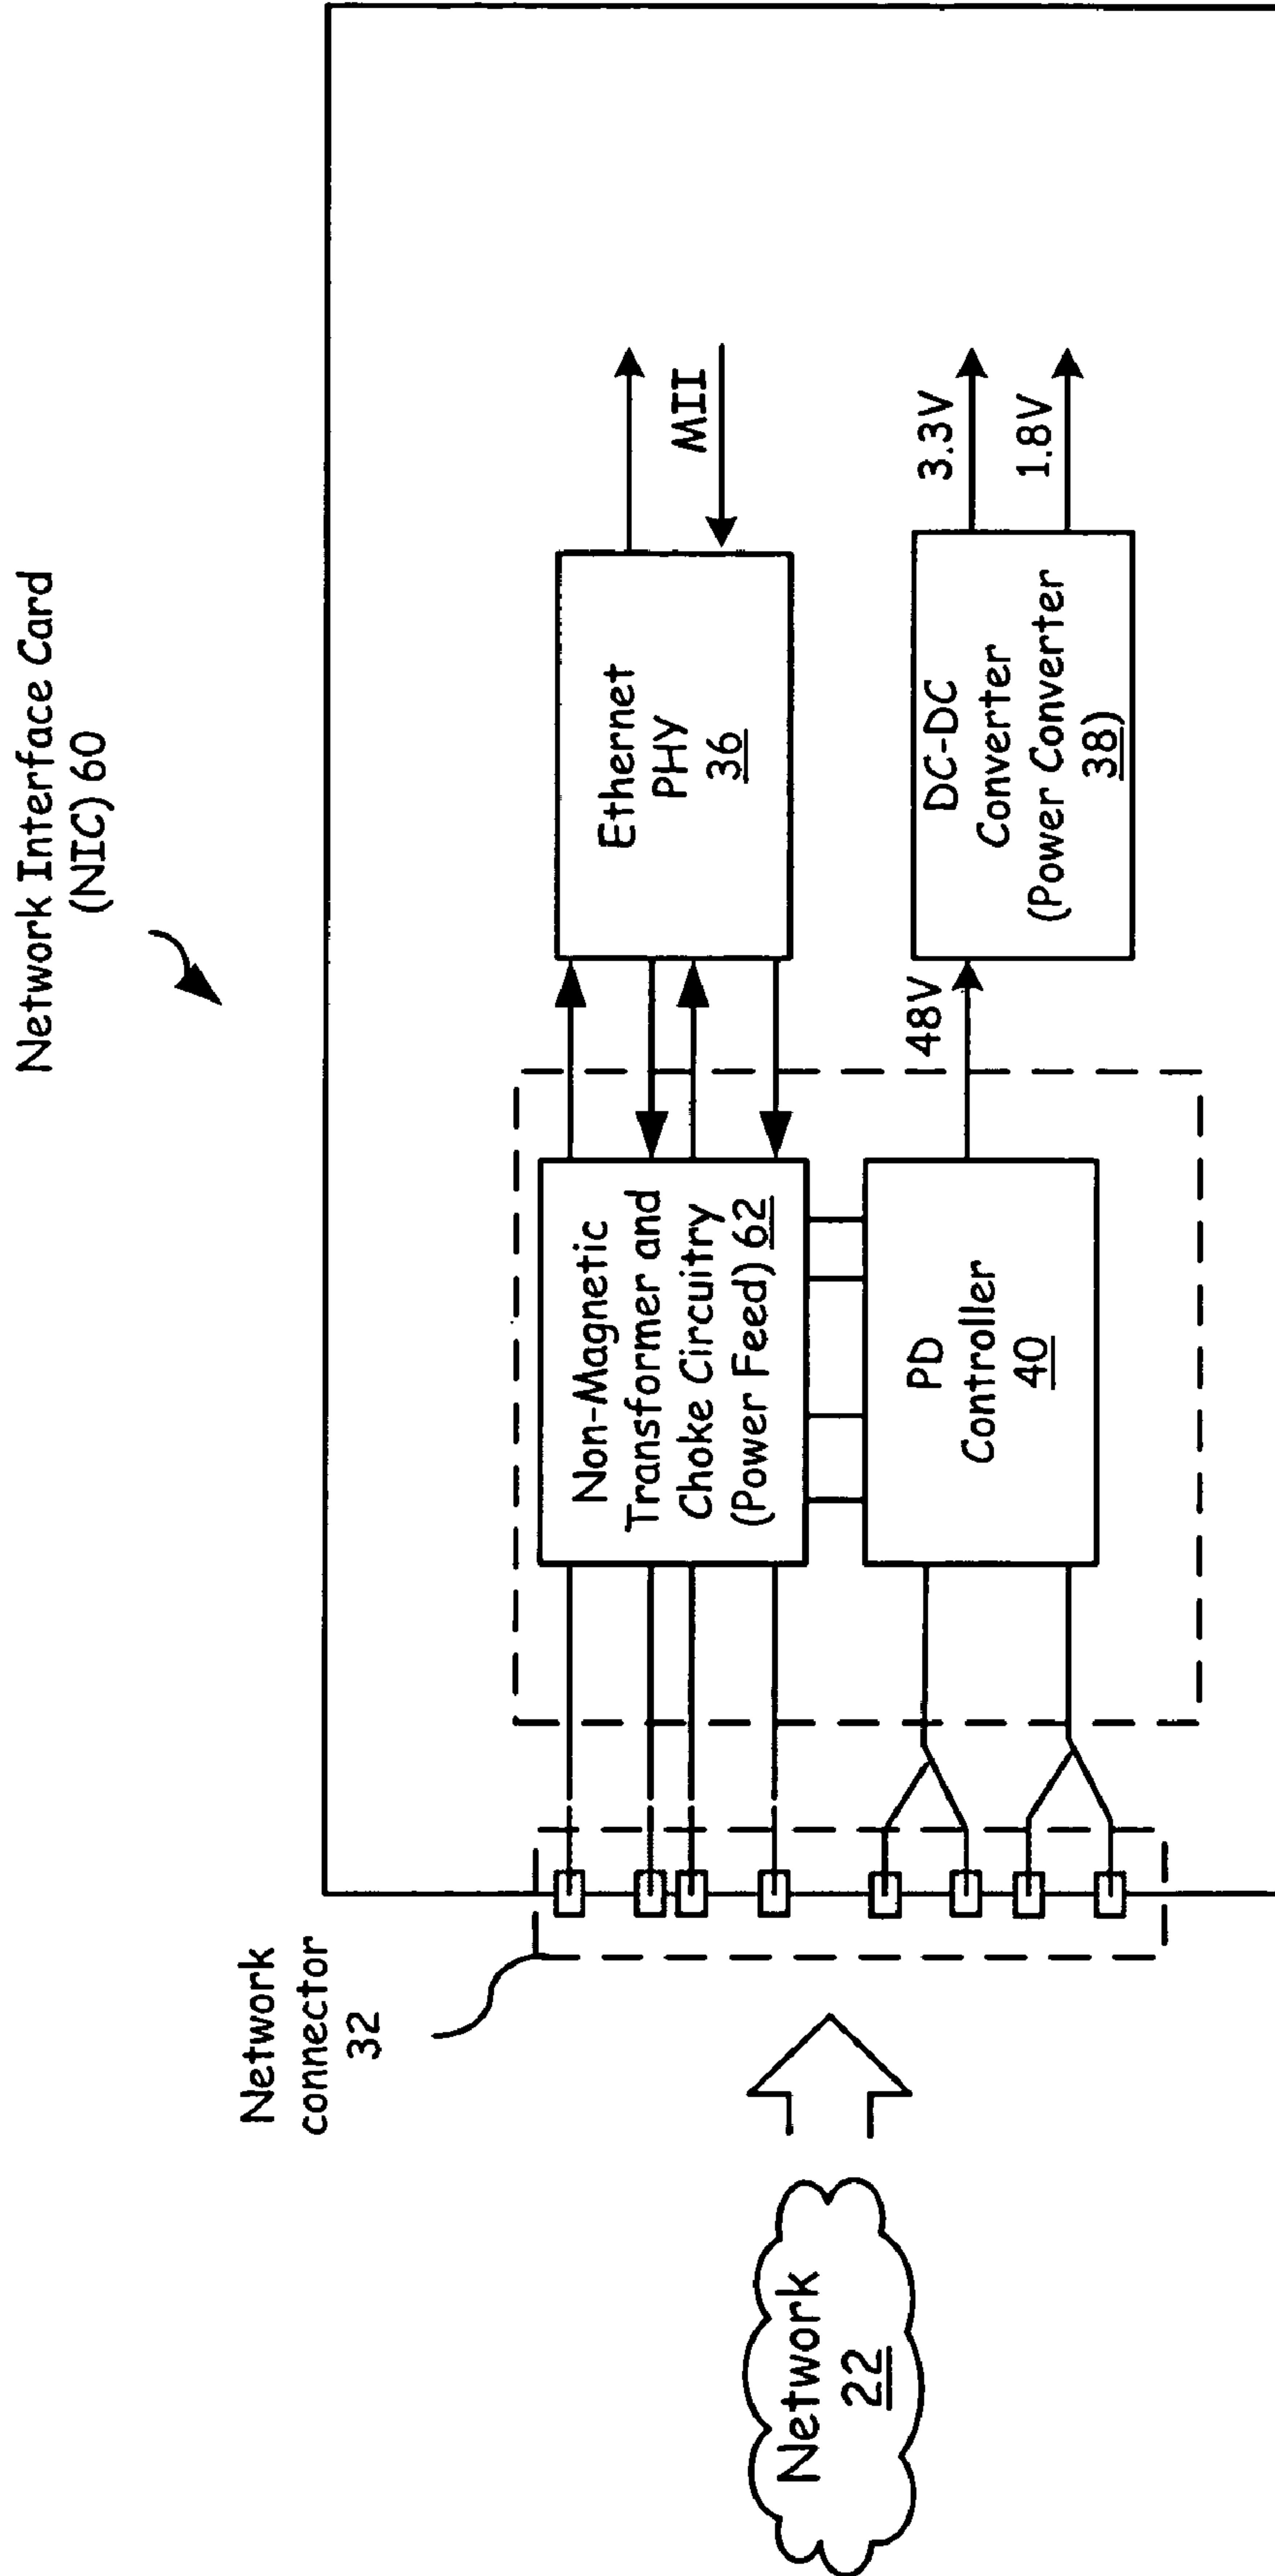 Network Interface Card
(NIC) 60
Network
connector
32
Network
22
Non-Magnetic
Transformer and
Choke Circuitry
(Power Feed) 62
Ethernet
PHY
36
MII
PD
Controller
40
48V
DC-DC
Converter
(Power Converter
38)
3.3V
1.8V